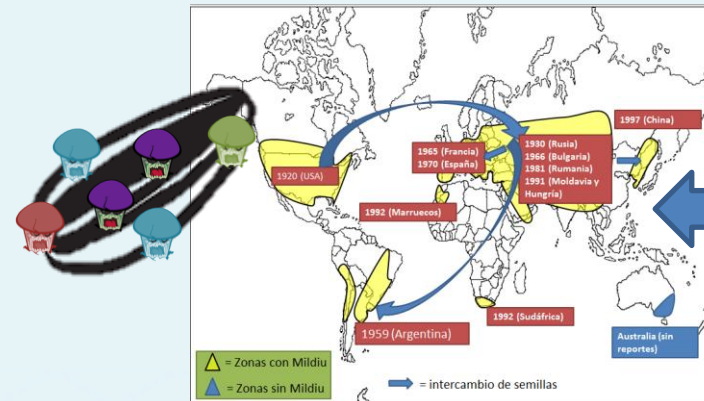 1997 (China)
1965 (Francia)
1970 (España)
1930 (Rusia)
1966 (Bulgaria)
1981 (Rumania)
1991 (Moldavia y
Hungría)
1920 (USA)
1992 (Marruecos)
1959 (Argentina)
1992 (Sudáfrica)
Australia (sin
reportes)
= Zonas con Mildiu
= Zonas sin Mildiu
= intercambio de semillas